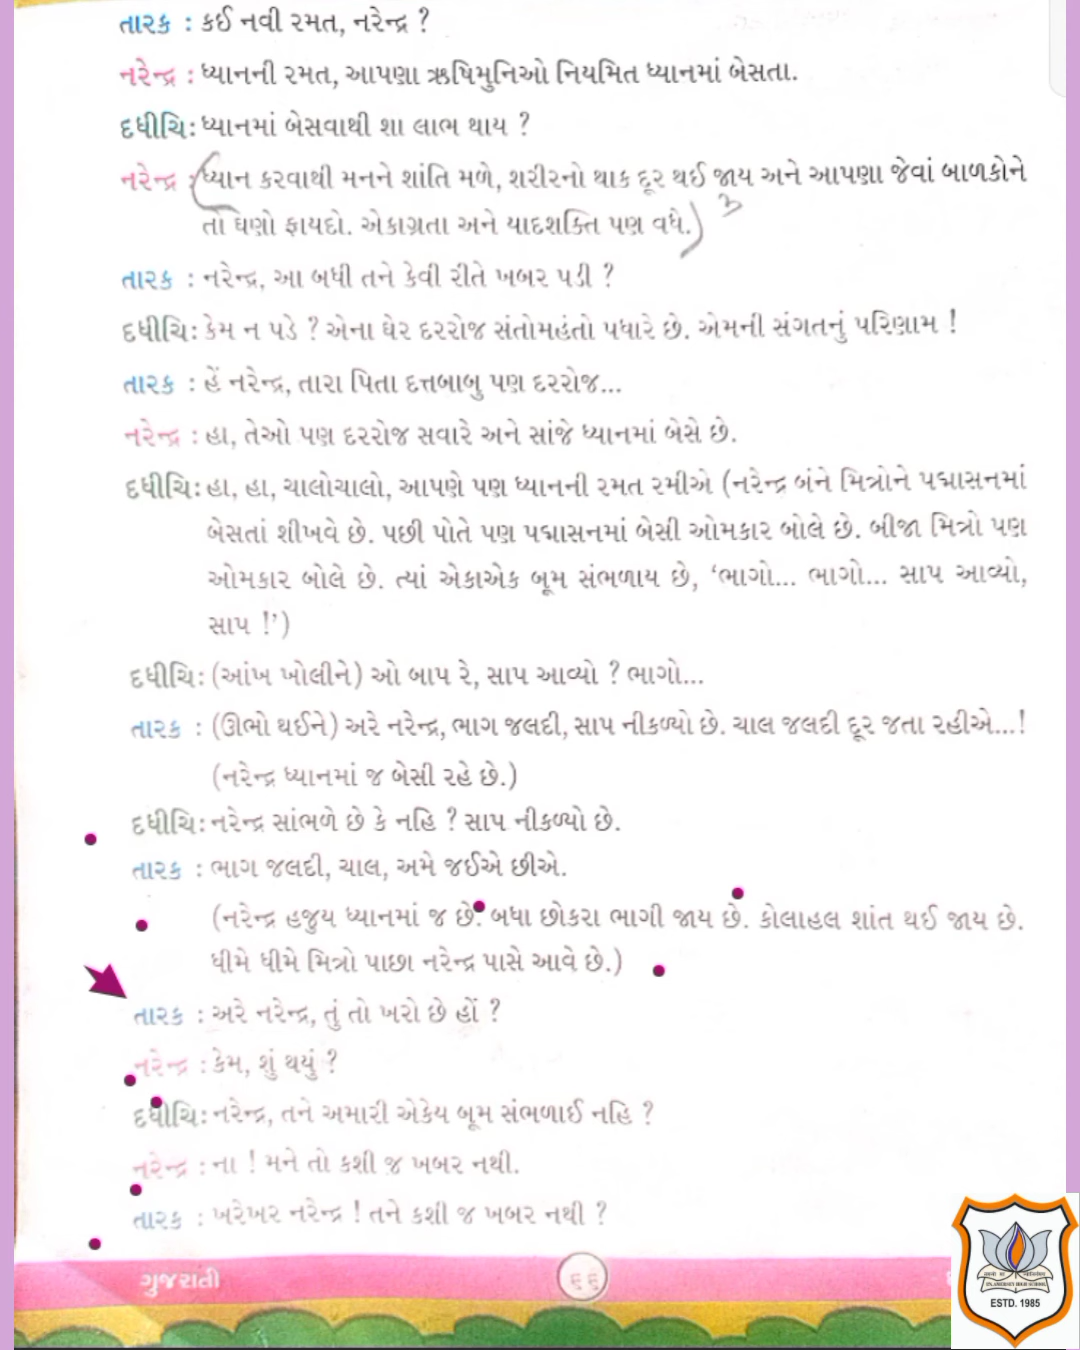 તારક : કઈ નવી રમત, નરેન્દ્ર ?
નરેન્દ્ર : ધ્યાનની રમત, આપણા ઋષિમુનિઓ નિયમિત ધ્યાનમાં બેસતા.
દધીચિ: ધ્યાનમાં બેસવાથી શા લાભ થાય ?
નરેન્દ્ર : ધ્યાન કરવાથી મનને શાંતિ મળે, શરીરનો થાક દૂર થઈ જાય અને આપણા જેવાં બાળકોને
તો ઘણો ફાયદો. એકાગ્રતા અને યાદશક્તિ પણ વધે.
તારક : નરેન્દ્ર, આ બધી તને કેવી રીતે ખબર પડી ?
દધીચિ: કેમ ન પડે ? એના ઘેર દરરોજ સંતોમહંતો પધારે છે. એમની સંગતનું પરિણામ !
તારક : હેં નરેન્દ્ર, તારા પિતા દત્તબાબુ પણ દરરોજ...
નરેન્દ્ર : હા, તેઓ પણ દરરોજ સવારે અને સાંજે ધ્યાનમાં બેસે છે.
દધીચિ: હા, હા, ચાલોચાલો, આપણે પણ ધ્યાનની રમત રમીએ (નરેન્દ્ર બંને મિત્રોને પદ્માસનમાં
બેસતાં શીખવે છે. પછી પોતે પણ પદ્માસનમાં બેસી ઓમકાર બોલે છે. બીજા મિત્રો પણ
ઓમકાર બોલે છે. ત્યાં એકાએક બૂમ સંભળાય છે, ‘ભાગો... ભાગો... સાપ આવ્યો,
સાપ !’)
દધીચિ: (આંખ ખોલીને) ઓ બાપ રે, સાપ આવ્યો ? ભાગો...
તારક : (ઊભો થઈને) અરે નરેન્દ્ર, ભાગ જલદી, સાપ નીકળ્યો છે. ચાલ જલદી દૂર જતા રહીએ...!
(નરેન્દ્ર ધ્યાનમાં જ બેસી રહે છે.)
દધીચિ: નરેન્દ્ર સાંભળે છે કે નહિ ? સાપ નીકળ્યો છે.
તારક : ભાગ જલદી, ચાલ, અમે જઈએ છીએ.
(નરેન્દ્ર હજુય ધ્યાનમાં જ છે. બધા છોકરા ભાગી જાય છે. કોલાહલ શાંત થઈ જાય છે.
ધીમે ધીમે મિત્રો પાછા નરેન્દ્ર પાસે આવે છે.)
તારક : અરે નરેન્દ્ર, તું તો ખરો છે હોં ?
નરેન્દ્ર : કેમ, શું થયું ?
દધીચિ: નરેન્દ્ર, તને અમારી એકેય બૂમ સંભળાઈ નહિ ?
નરેન્દ્ર : ના ! મને તો કશી જ ખબર નથી.
તારક : ખરેખર નરેન્દ્ર ! તને કશી જ ખબર નથી ?
ગુજરાતી
૬૬
ESTD. 1985